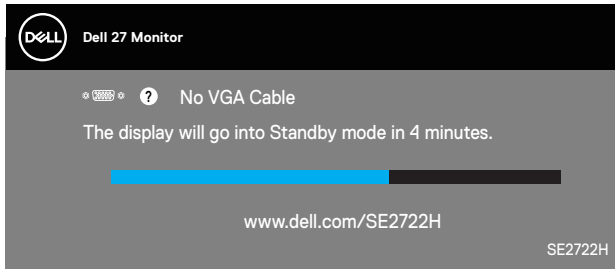 DELL
Dell 27 Monitor
? No VGA Cable
The display will go into Standby mode in 4 minutes.
www.dell.com/SE2722H
SE2722H